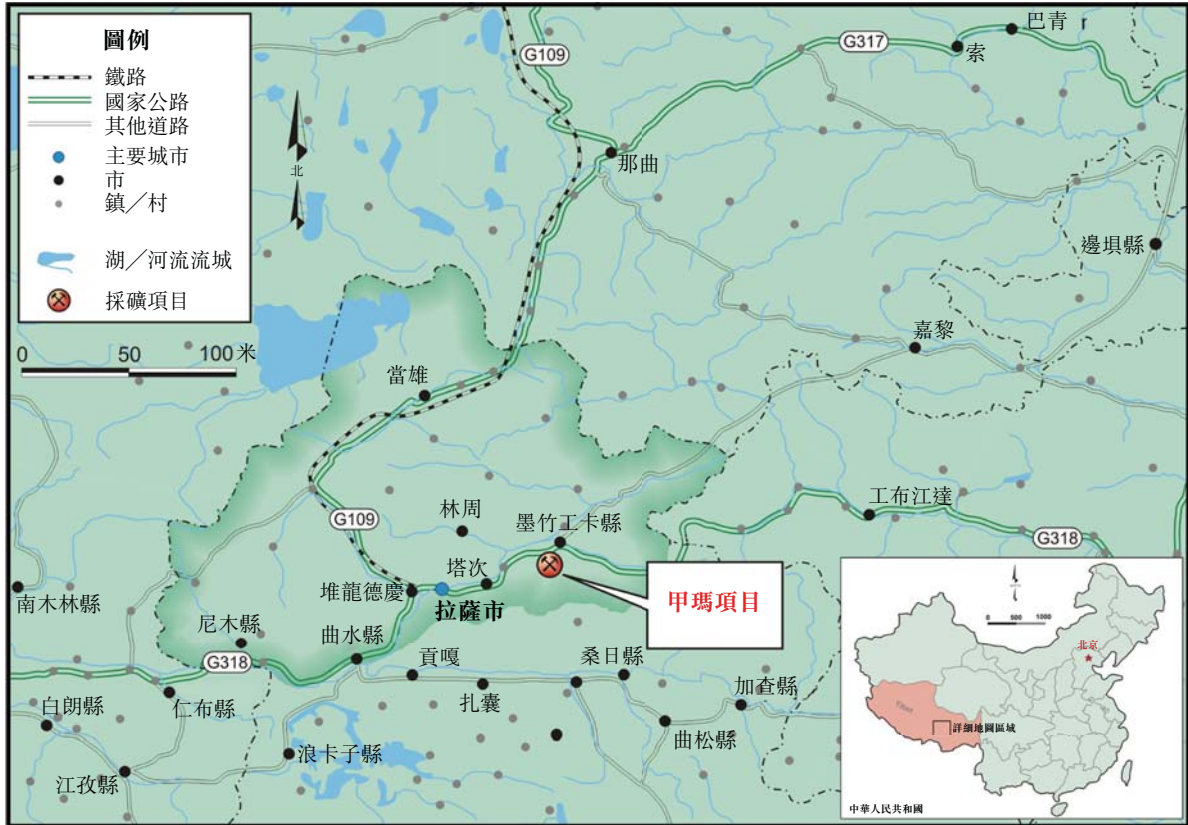 圖例
鐵路
國家公路
其他道路
主要城市
市
鎮／村
湖／河流流城
採礦項目
0 50 100 米
北
G109
G317
巴青 r
索
那曲
邊垻縣
嘉黎
當雄
G109
林周
墨竹工卡縣
工布江達
G318
塔次
堆龍德慶
拉薩市
甲瑪項目
南木林縣
尼木縣
曲水縣
G318
貢嘎
桑日縣
扎囊
加查縣
仁布縣
白朗縣
曲松縣
浪卡子縣
江孜縣
0 500 1000
北京
Tibet
詳細地圖區域
中華人民共和國